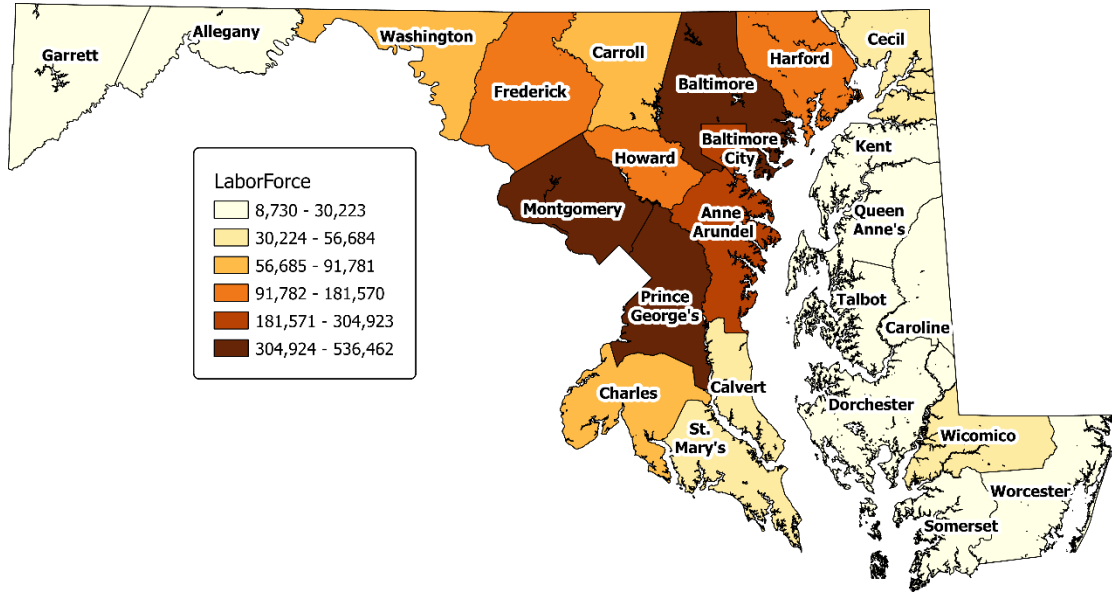 Garrett
Allegany
Washington
Frederick
Carroll
Baltimore
Harford
Cecil
Baltimore
City
Howard
Montgomery
Anne
Arundel
Prince
George's
Kent
Queen
Anne's
Talbot
Caroline
Charles
Calvert
St.
Mary's
Dorchester
Wicomico
Worcester
Somerset
LaborForce
8,730 - 30,223
30,224 - 56,684
56,685 - 91,781
91,782 - 181,570
181,571 - 304,923
304,924 - 536,462